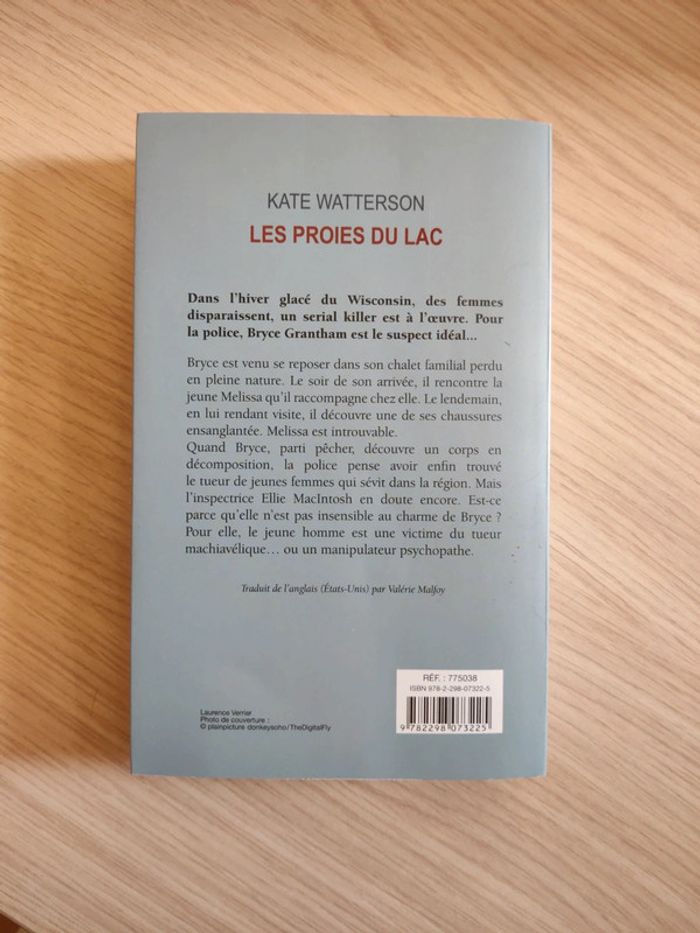 KATE WATTERSON
LES PROIES DU LAC
Dans l'hiver glacé du Wisconsin, des femmes
disparaissent, un serial killer est à l'œuvre. Pour
la police, Bryce Grantham est le suspect idéal...
Bryce est venu se reposer dans son chalet familial perdu
en pleine nature. Le soir de son arrivée, il rencontre la
jeune Melissa qu'il raccompagne chez elle. Le lendemain,
en lui rendant visite, il découvre une de ses chaussures
ensanglantée. Melissa est introuvable.
Quand Bryce, parti pêcher, découvre un corps en
décomposition, la police pense avoir enfin trouvé
le tueur de jeunes femmes qui sévit dans la région. Mais
l'inspectrice Ellie MacIntosh en doute encore. Est-ce
parce qu'elle n'est pas insensible au charme de Bryce ?
Pour elle, le jeune homme est une victime du tueur
machiavélique… ou un manipulateur psychopathe.
Traduit de l'anglais (États-Unis) par Valérie Malfoy
RÉF. : 775038
ISBN 978-2-298-07322-5
9 782298 073225
Laurence Verrier
Photo de couverture :
© plainpicture donkeysoho/TheDigitalFly